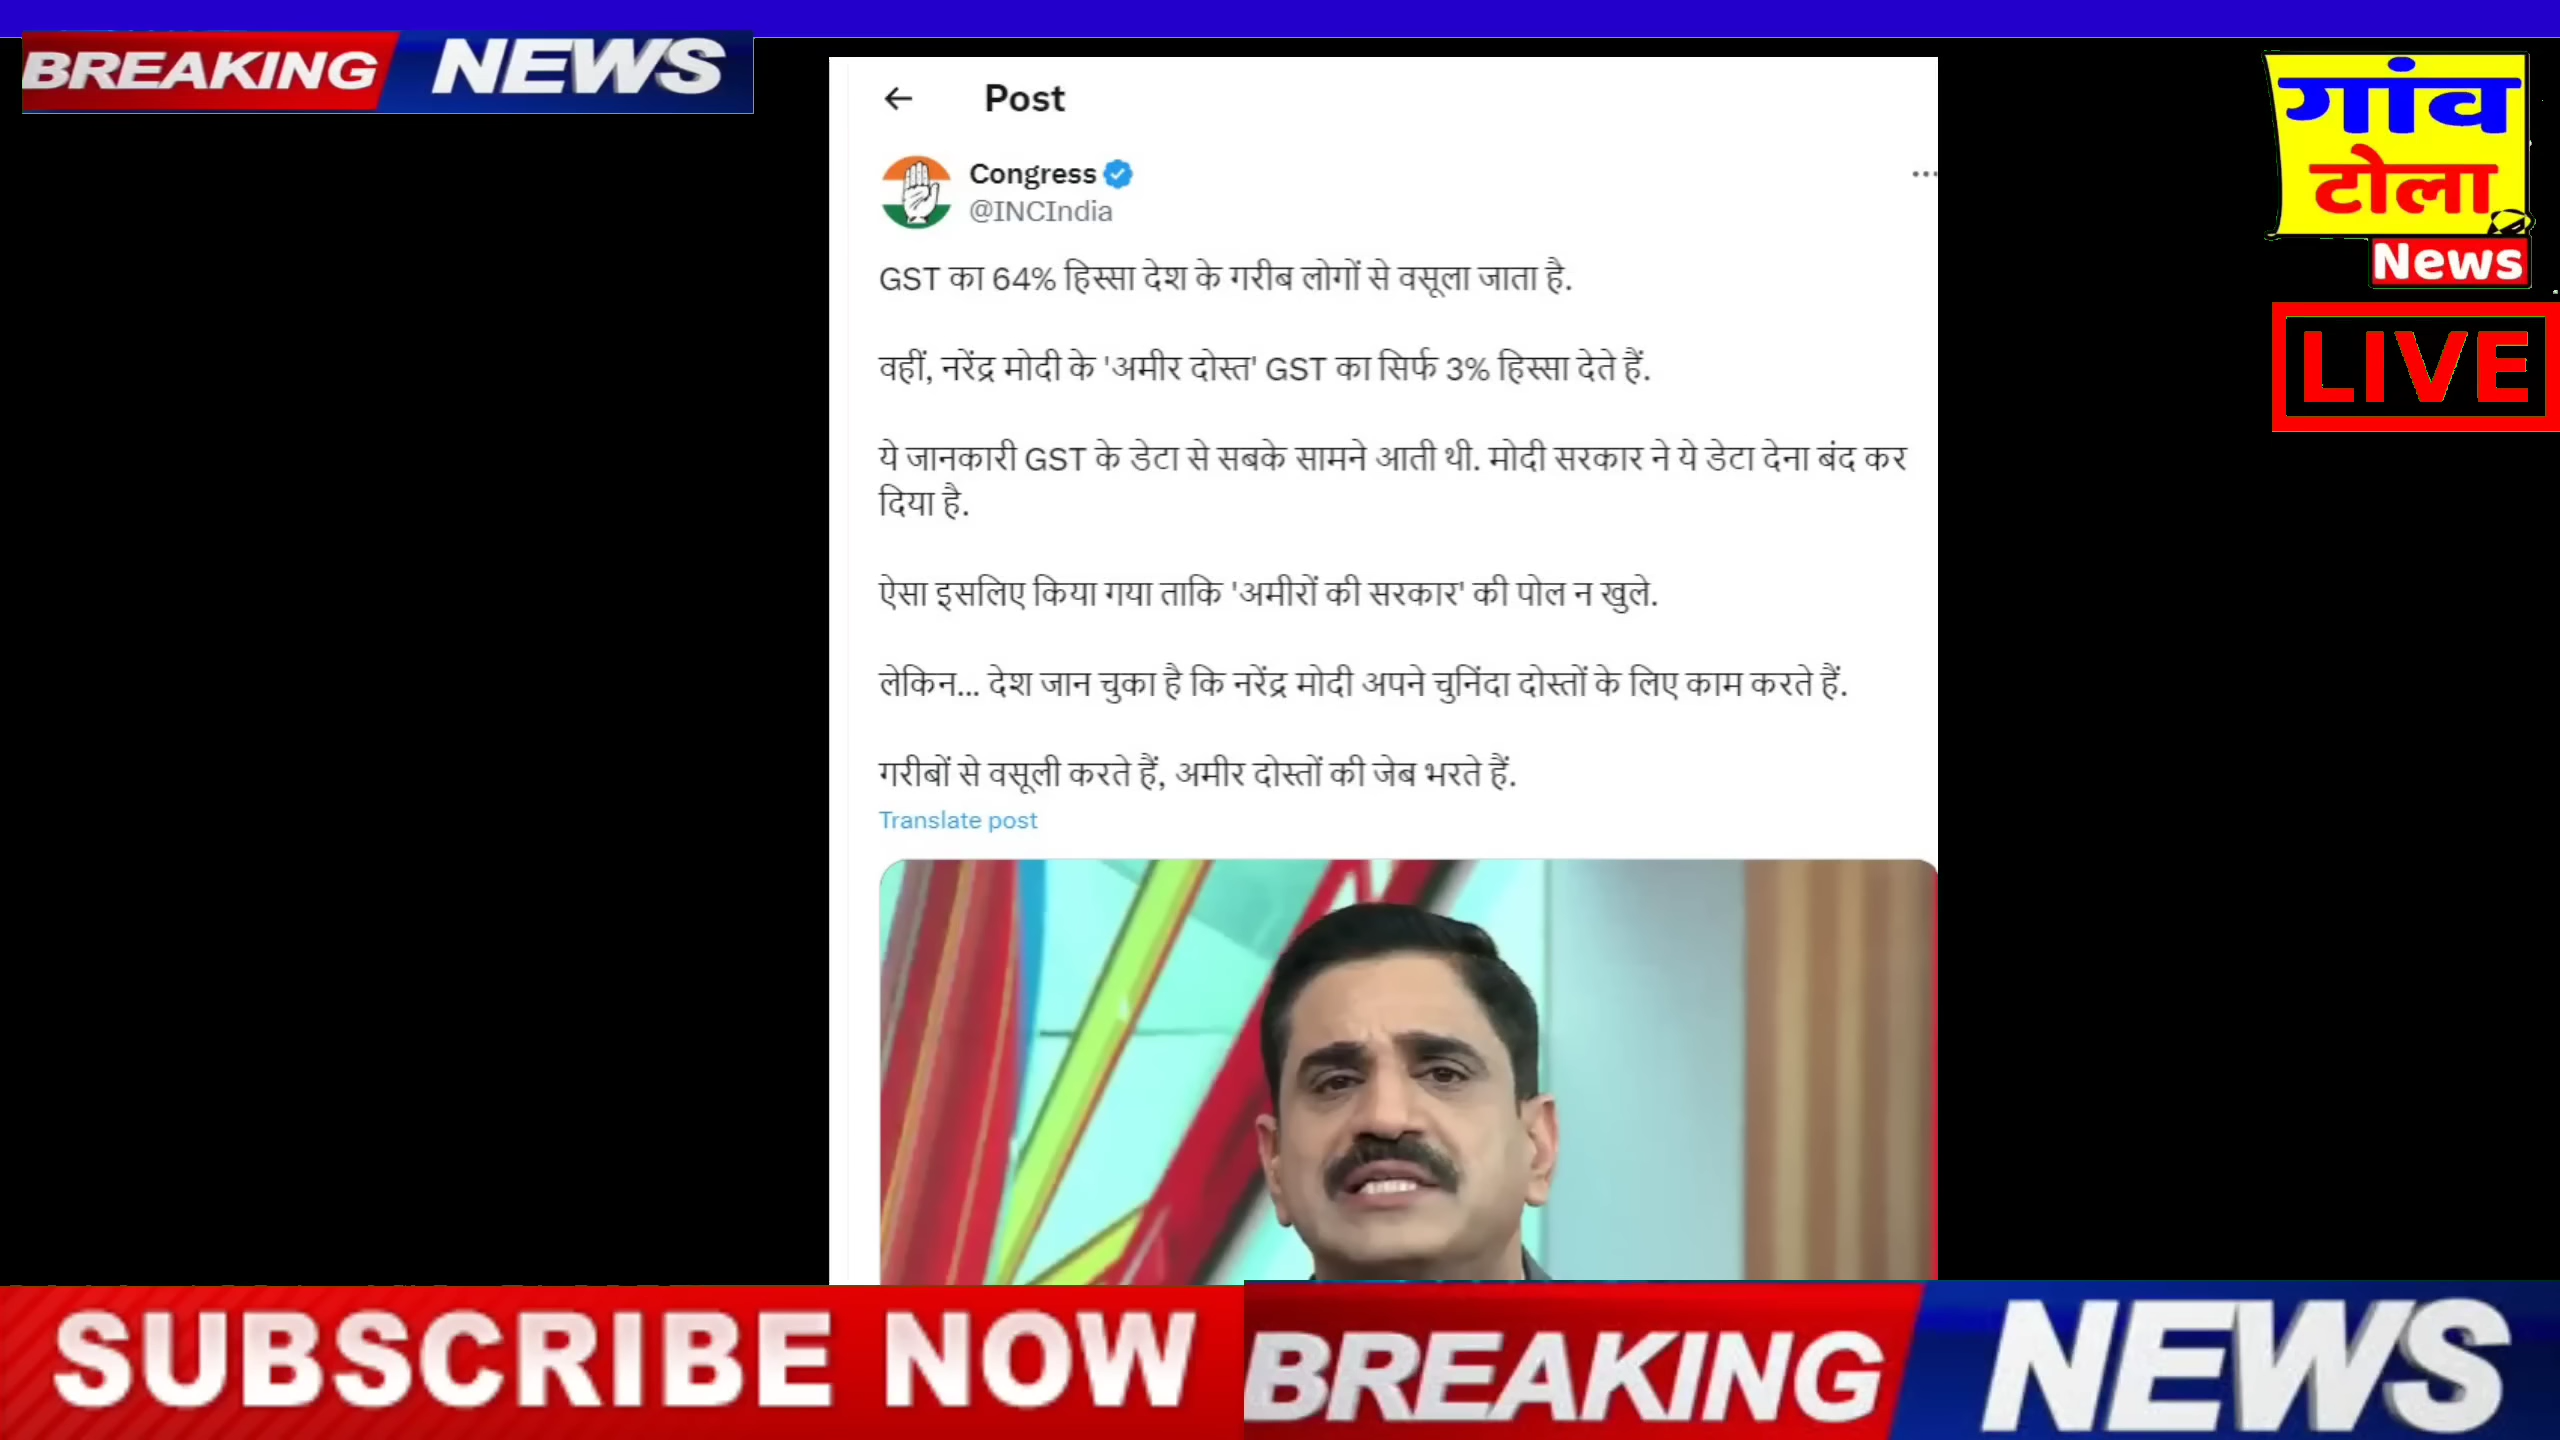 BREAKING NEWS
गांव
टोला
News
LIVE
Post
Congress
@INCIndia
GST का 64% हिस्सा देश के गरीब लोगों से वसूला जाता है.
वहीं, नरेंद्र मोदी के 'अमीर दोस्त' GST का सिर्फ 3% हिस्सा देते हैं.
ये जानकारी GST के डेटा से सबके सामने आती थी. मोदी सरकार ने ये डेटा देना बंद कर
दिया है.
ऐसा इसलिए किया गया ताकि 'अमीरों की सरकार' की पोल न खुले.
लेकिन... देश जान चुका है कि नरेंद्र मोदी अपने चुनिंदा दोस्तों के लिए काम करते हैं.
गरीबों से वसूली करते हैं, अमीर दोस्तों की जेब भरते हैं.
Translate post
SUBSCRIBE NOW
BREAKING NEWS